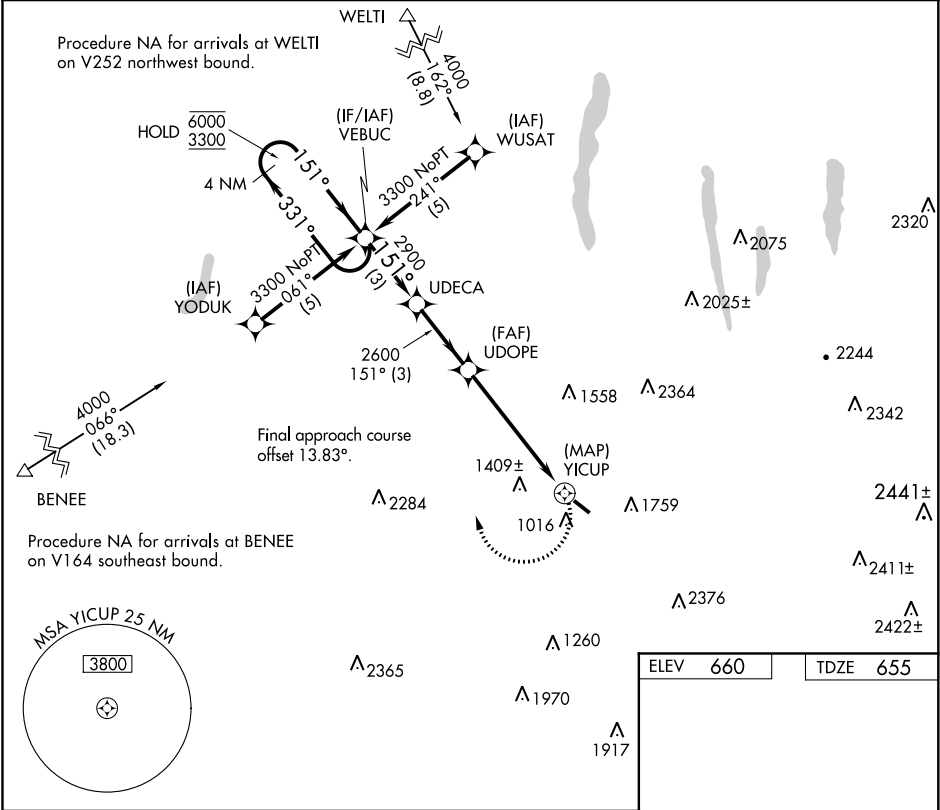 WELTI
Procedure NA for arrivals at WELTI
on V252 northwest bound.
4000
162°
(8.8)
HOLD
6000
3300
4 NM
151°
331°
(IF/IAF)
VEBUC
(IAF)
WUSAT
3300 NoPT
241°
(5)
2320
2075
(IAF)
YODUK
3300 NoPT
061°
(5)
2900
151°
(3)
UDECA
2025±
2600
151° (3)
(FAF)
UDOPE
2244
4000
066°
(18.3)
BENEE
1558
2364
2342
Final approach course
offset 13.83°.
(MAP)
YICUP
1409±
2284
1016
1759
2441±
Procedure NA for arrivals at BENEE
on V164 southeast bound.
2411±
2376
2422±
MSA YICUP 25 NM
3800
2365
1260
1970
1917
ELEV 660
TDZE 655